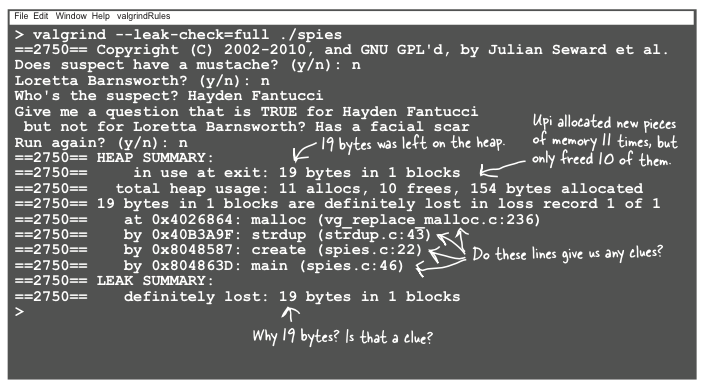 File Edit Window Help valgrindRules
> valgrind --leak-check=full ./spies
==2750== Copyright (C) 2002-2010, and GNU GPL'd, by Julian Seward et al.
Does suspect have a mustache? (y/n): n
Loretta Barnsworth? (y/n): n
Who's the suspect? Hayden Fantucci
Give me a question that is TRUE for Hayden Fantucci
 but not for Loretta Barnsworth? Has a facial scar
Run again? (y/n): n
19 bytes was left on the heap.
Upi allocated new pieces
of memory 11 times, but
only freed 10 of them.
==2750== HEAP SUMMARY:
==2750==     in use at exit: 19 bytes in 1 blocks
==2750==   total heap usage: 11 allocs, 10 frees, 154 bytes allocated
==2750== 19 bytes in 1 blocks are definitely lost in loss record 1 of 1
==2750==    at 0x4026864: malloc (vg_replace_malloc.c:236)
==2750==    by 0x40B3A9F: strdup (strdup.c:43)
==2750==    by 0x8048587: create (spies.c:22)
==2750==    by 0x804863D: main (spies.c:46)
Do these lines give us any clues?
==2750== LEAK SUMMARY:
==2750==    definitely lost: 19 bytes in 1 blocks
>
Why 19 bytes? Is that a clue?